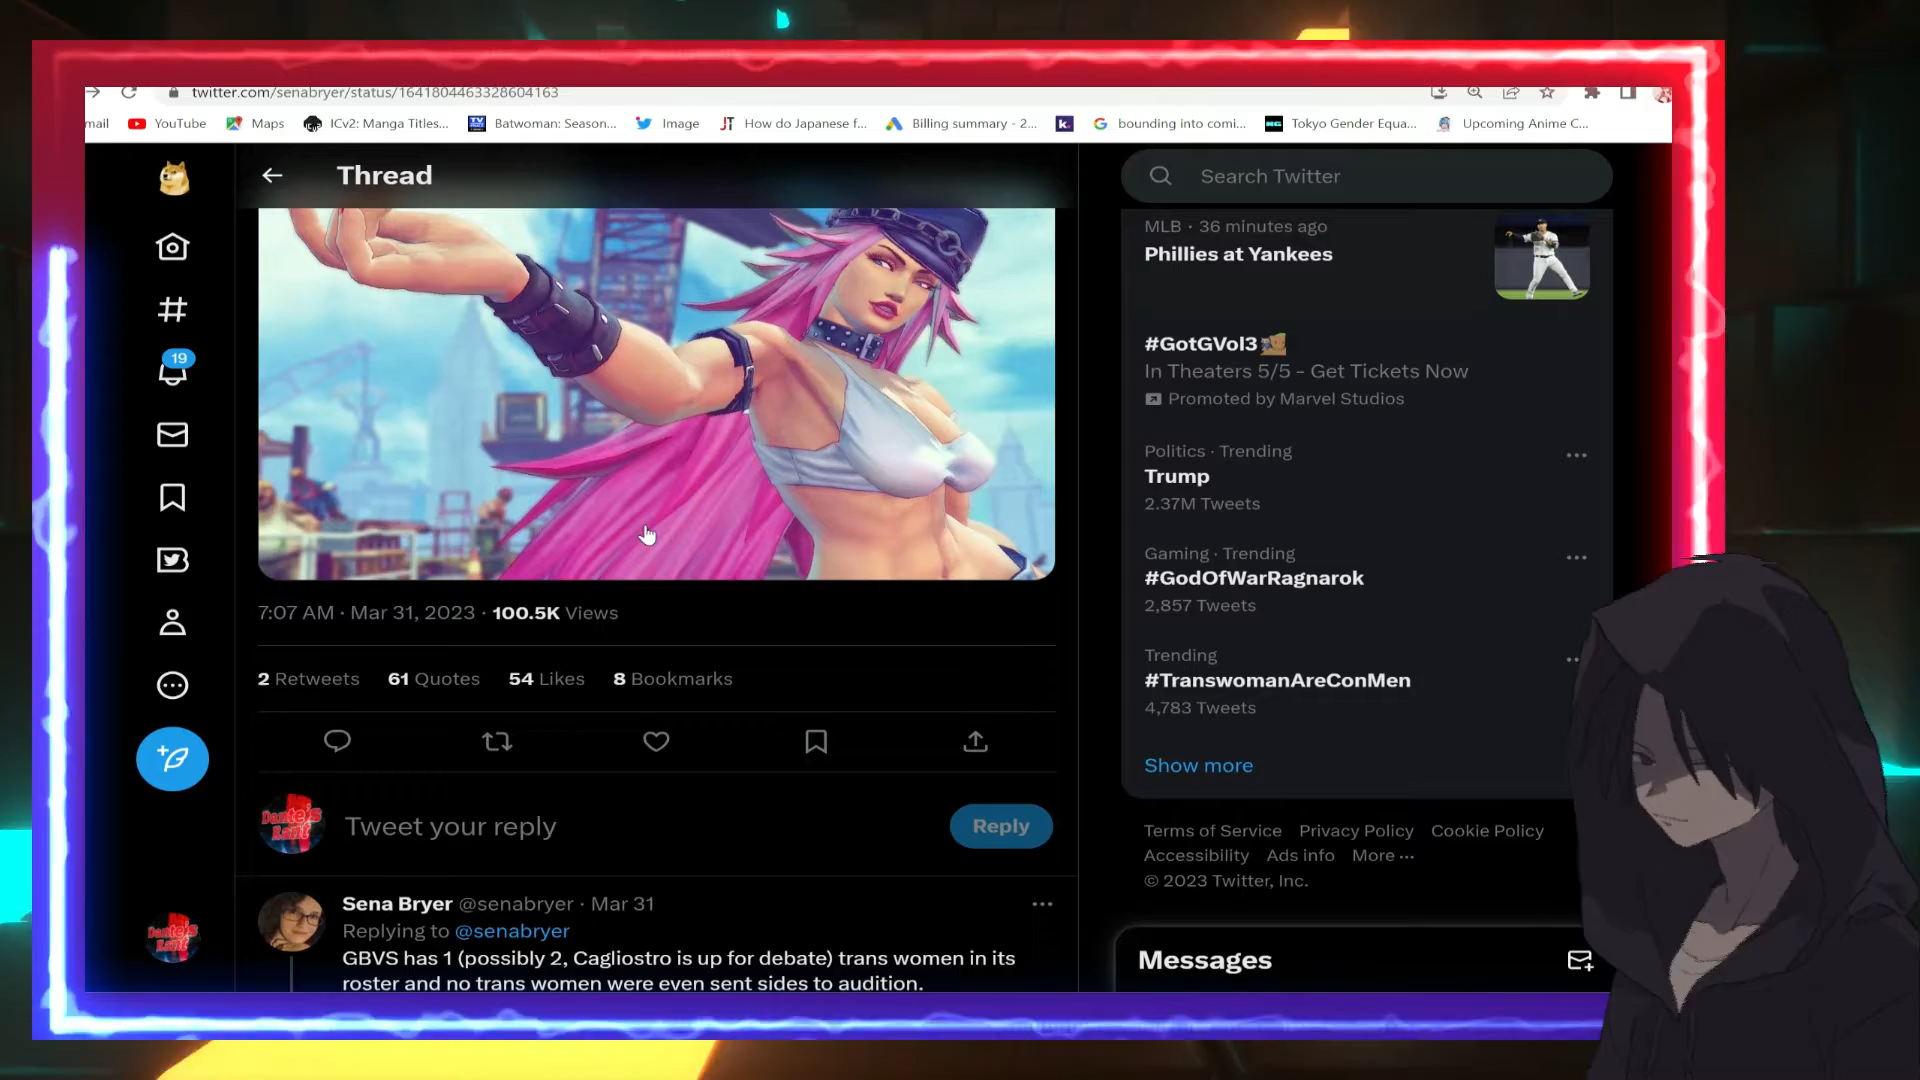 twitter.com/senabryer/status/1641804463328604163
mail YouTube Maps ICv2: Manga Titles... Batwoman: Season... Image How do Japanese f... Billing summary - 2... k. bounding into comi... Tokyo Gender Equa... Upcoming Anime C...
Thread
Search Twitter
MLB · 36 minutes ago
Phillies at Yankees
#GotGVol3
In Theaters 5/5 - Get Tickets Now
Promoted by Marvel Studios
Politics · Trending
Trump
2.37M Tweets
Gaming · Trending
#GodOfWarRagnarok
2,857 Tweets
Trending
#TranswomanAreConMen
4,783 Tweets
Show more
Terms of Service Privacy Policy Cookie Policy
Accessibility Ads info More ...
© 2023 Twitter, Inc.
Messages
19
7:07 AM · Mar 31, 2023 · 100.5K Views
2 Retweets 61 Quotes 54 Likes 8 Bookmarks
Dante's
Rant
Tweet your reply
Reply
Sena Bryer @senabryer · Mar 31
Replying to @senabryer
GBVS has 1 (possibly 2, Cagliostro is up for debate) trans women in its
roster and no trans women were even sent sides to audition.
Dante's
Rant